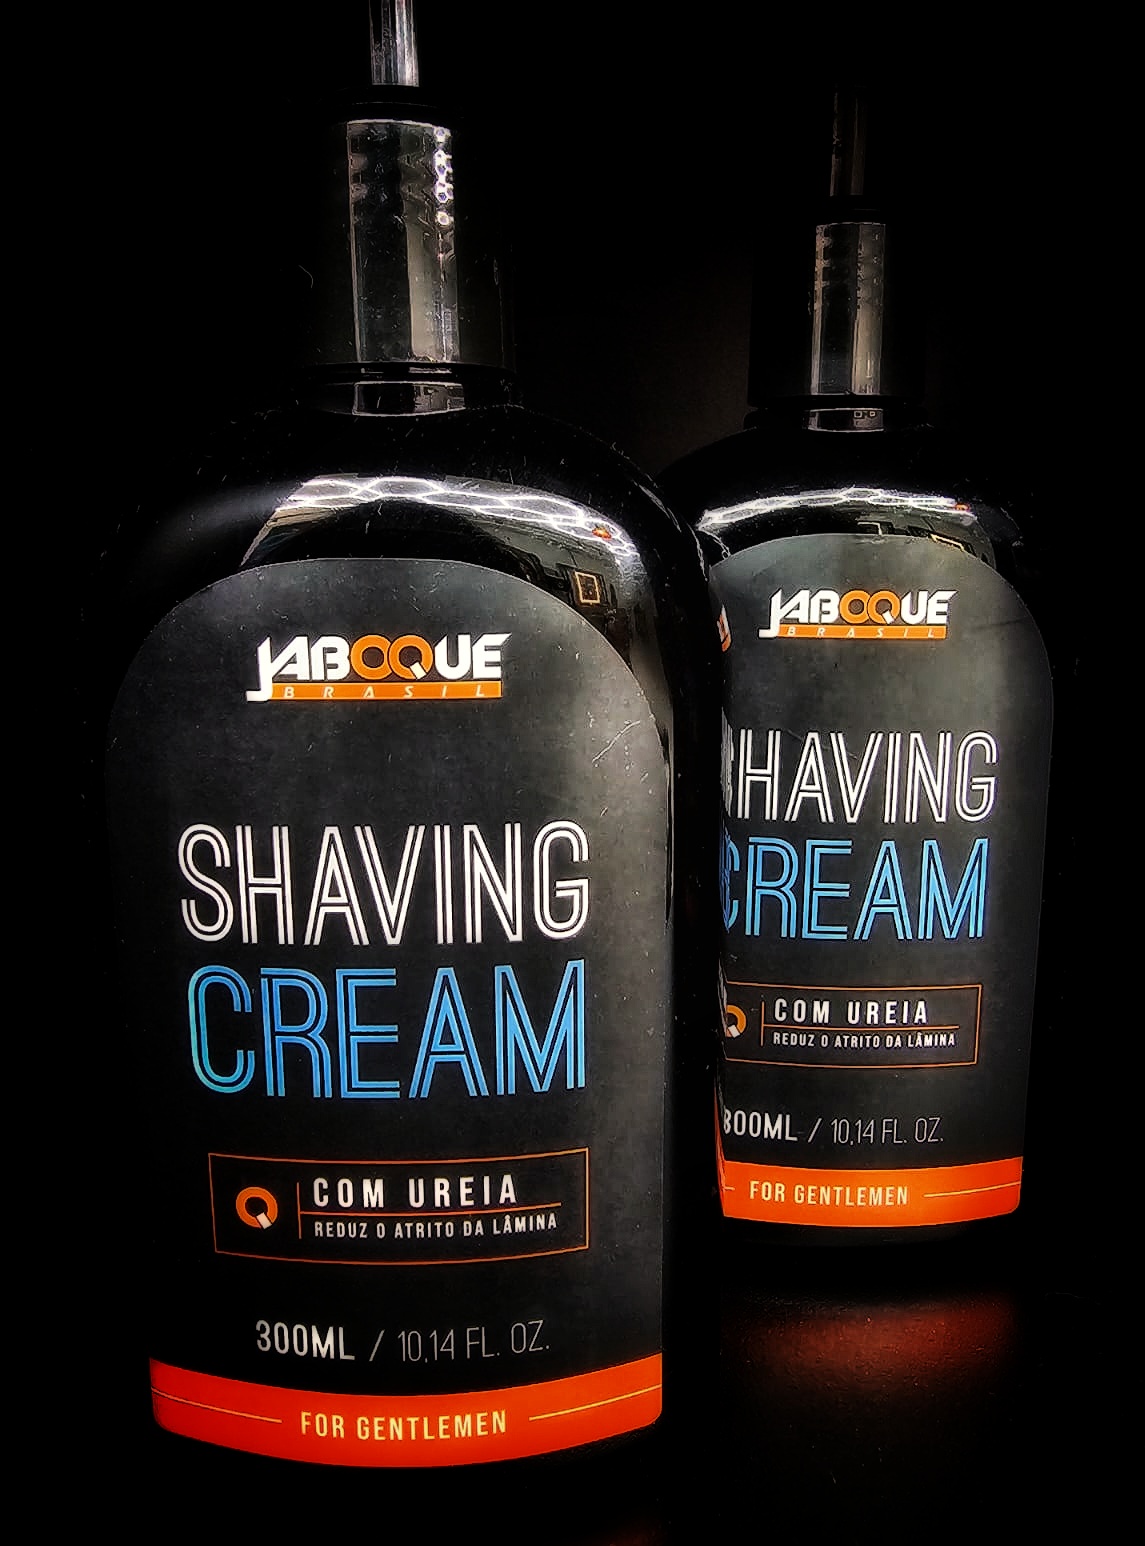 JABOQUE
BRASIL
SHAVING
CREAM
COM UREIA
REDUZ O ATRITO DA LÂMINA
300ML / 10,14 FL. OZ.
FOR GENTLEMEN
JABOQUE
BRASIL
SHAVING
CREAM
COM UREIA
REDUZ O ATRITO DA LÂMINA
300ML / 10,14 FL. OZ.
FOR GENTLEMEN